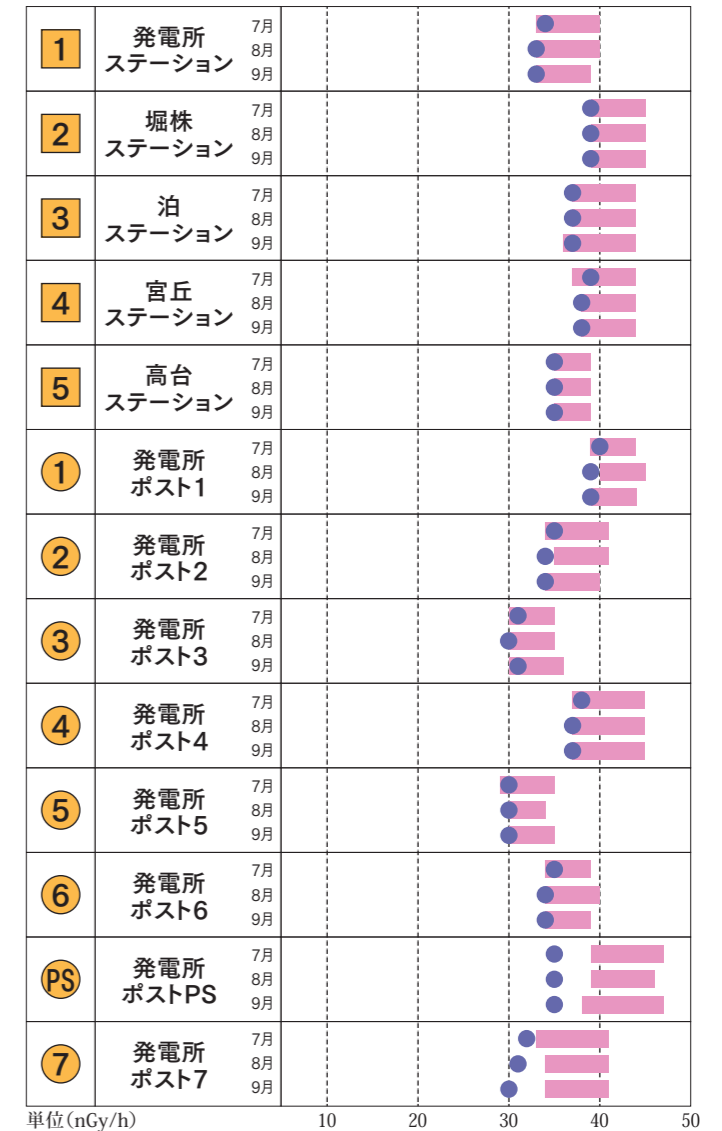 1
発電所
ステーション
7月
8月
9月
2
堀株
ステーション
7月
8月
9月
3
泊
ステーション
7月
8月
9月
4
宮丘
ステーション
7月
8月
9月
5
高台
ステーション
7月
8月
9月
1
発電所
ポスト1
7月
8月
9月
2
発電所
ポスト2
7月
8月
9月
3
発電所
ポスト3
7月
8月
9月
4
発電所
ポスト4
7月
8月
9月
5
発電所
ポスト5
7月
8月
9月
6
発電所
ポスト6
7月
8月
9月
PS
発電所
ポストPS
7月
8月
9月
7
発電所
ポスト7
7月
8月
9月
単位(nGy/h) 10 20 30 40 50